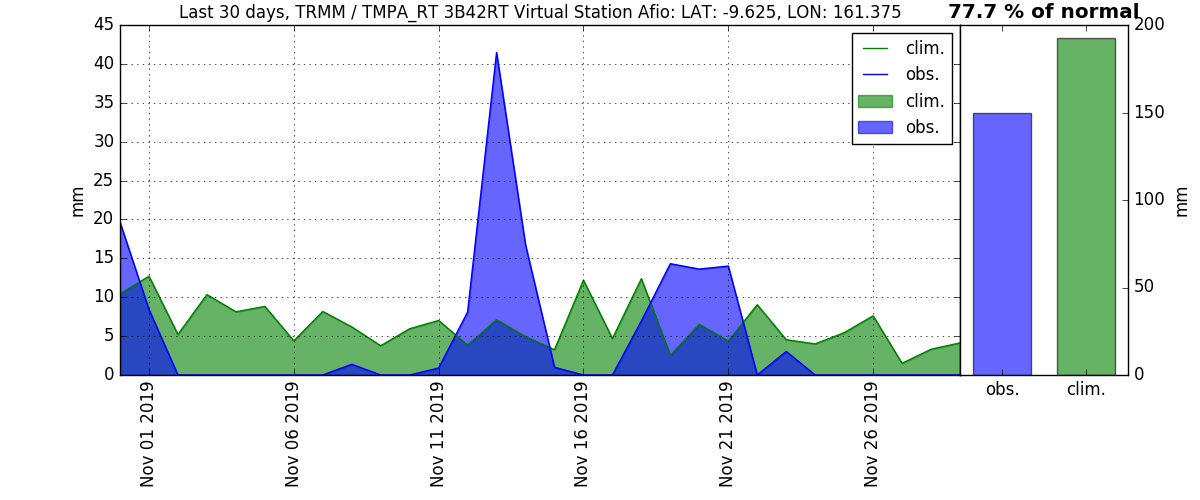 Last 30 days, TRMM / TMPA_RT 3B42RT Virtual Station Afio: LAT: -9.625, LON: 161.375
77.7 % of normal
45
40
35
30
25
20
15
10
5
0
mm
clim.
obs.
clim.
obs.
200
150
100
50
0
mm
Nov 01 2019
Nov 06 2019
Nov 11 2019
Nov 16 2019
Nov 21 2019
Nov 26 2019
obs.
clim.